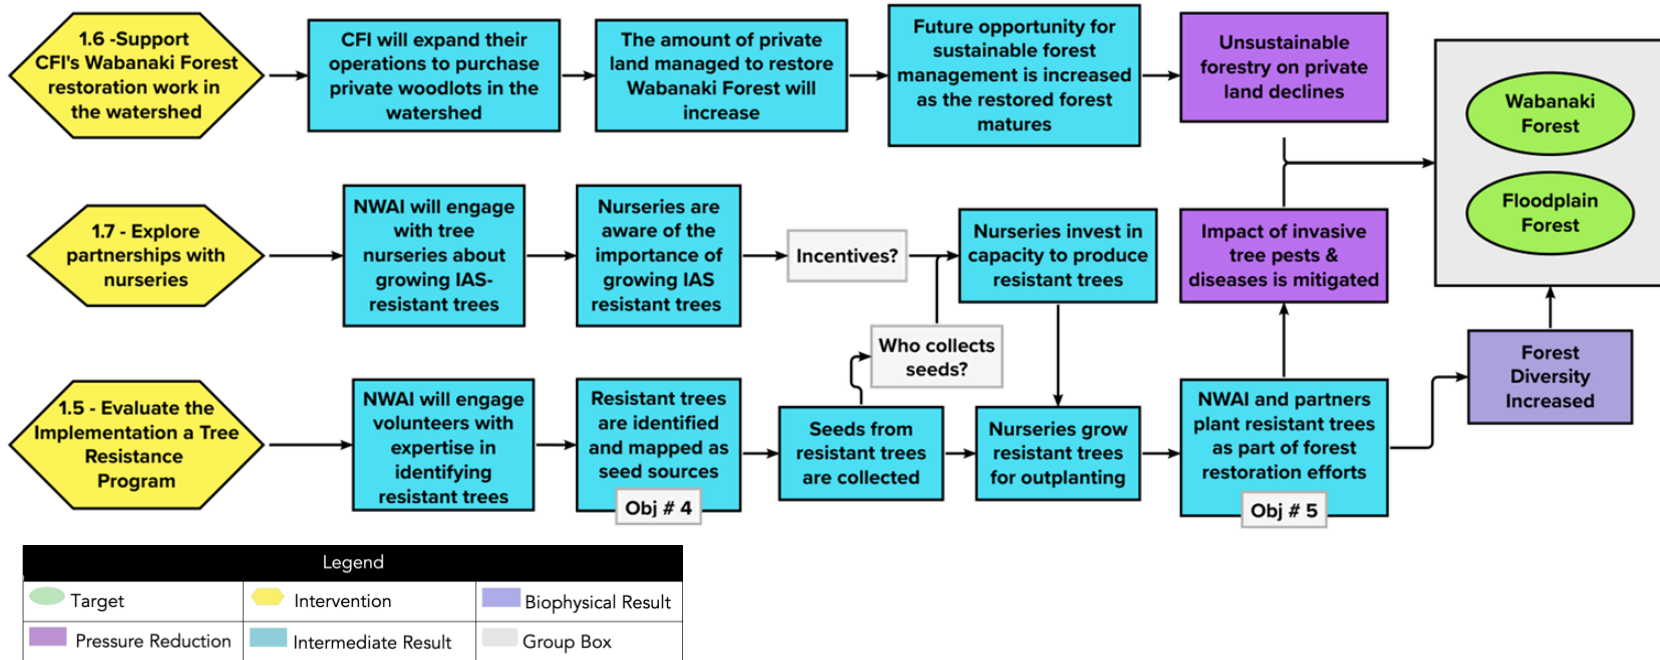 1.6 -Support
CFI's Wabanaki Forest
restoration work in
the watershed
CFI will expand their
operations to purchase
private woodlots in the
watershed
The amount of private
land managed to restore
Wabanaki Forest will
increase
Future opportunity for
sustainable forest
management is increased
as the restored forest
matures
Unsustainable
forestry on private
land declines
Wabanaki
Forest
Floodplain
Forest
1.7 - Explore
partnerships with
nurseries
NWAI will engage
with tree
nurseries about
growing IAS-
resistant trees
Nurseries are
aware of the
importance of
growing IAS
resistant trees
Incentives?
Nurseries invest in
capacity to produce
resistant trees
Impact of invasive
tree pests &
diseases is mitigated
Who collects
seeds?
Forest
Diversity
Increased
1.5 - Evaluate the
Implementation a Tree
Resistance
Program
NWAI will engage
volunteers with
expertise in
identifying
resistant trees
Resistant trees
are identified
and mapped as
seed sources
Obj # 4
Seeds from
resistant trees
are collected
Nurseries grow
resistant trees
for outplanting
NWAI and partners
plant resistant trees
as part of forest
restoration efforts
Obj # 5
Legend
Target
Intervention
Biophysical Result
Pressure Reduction
Intermediate Result
Group Box